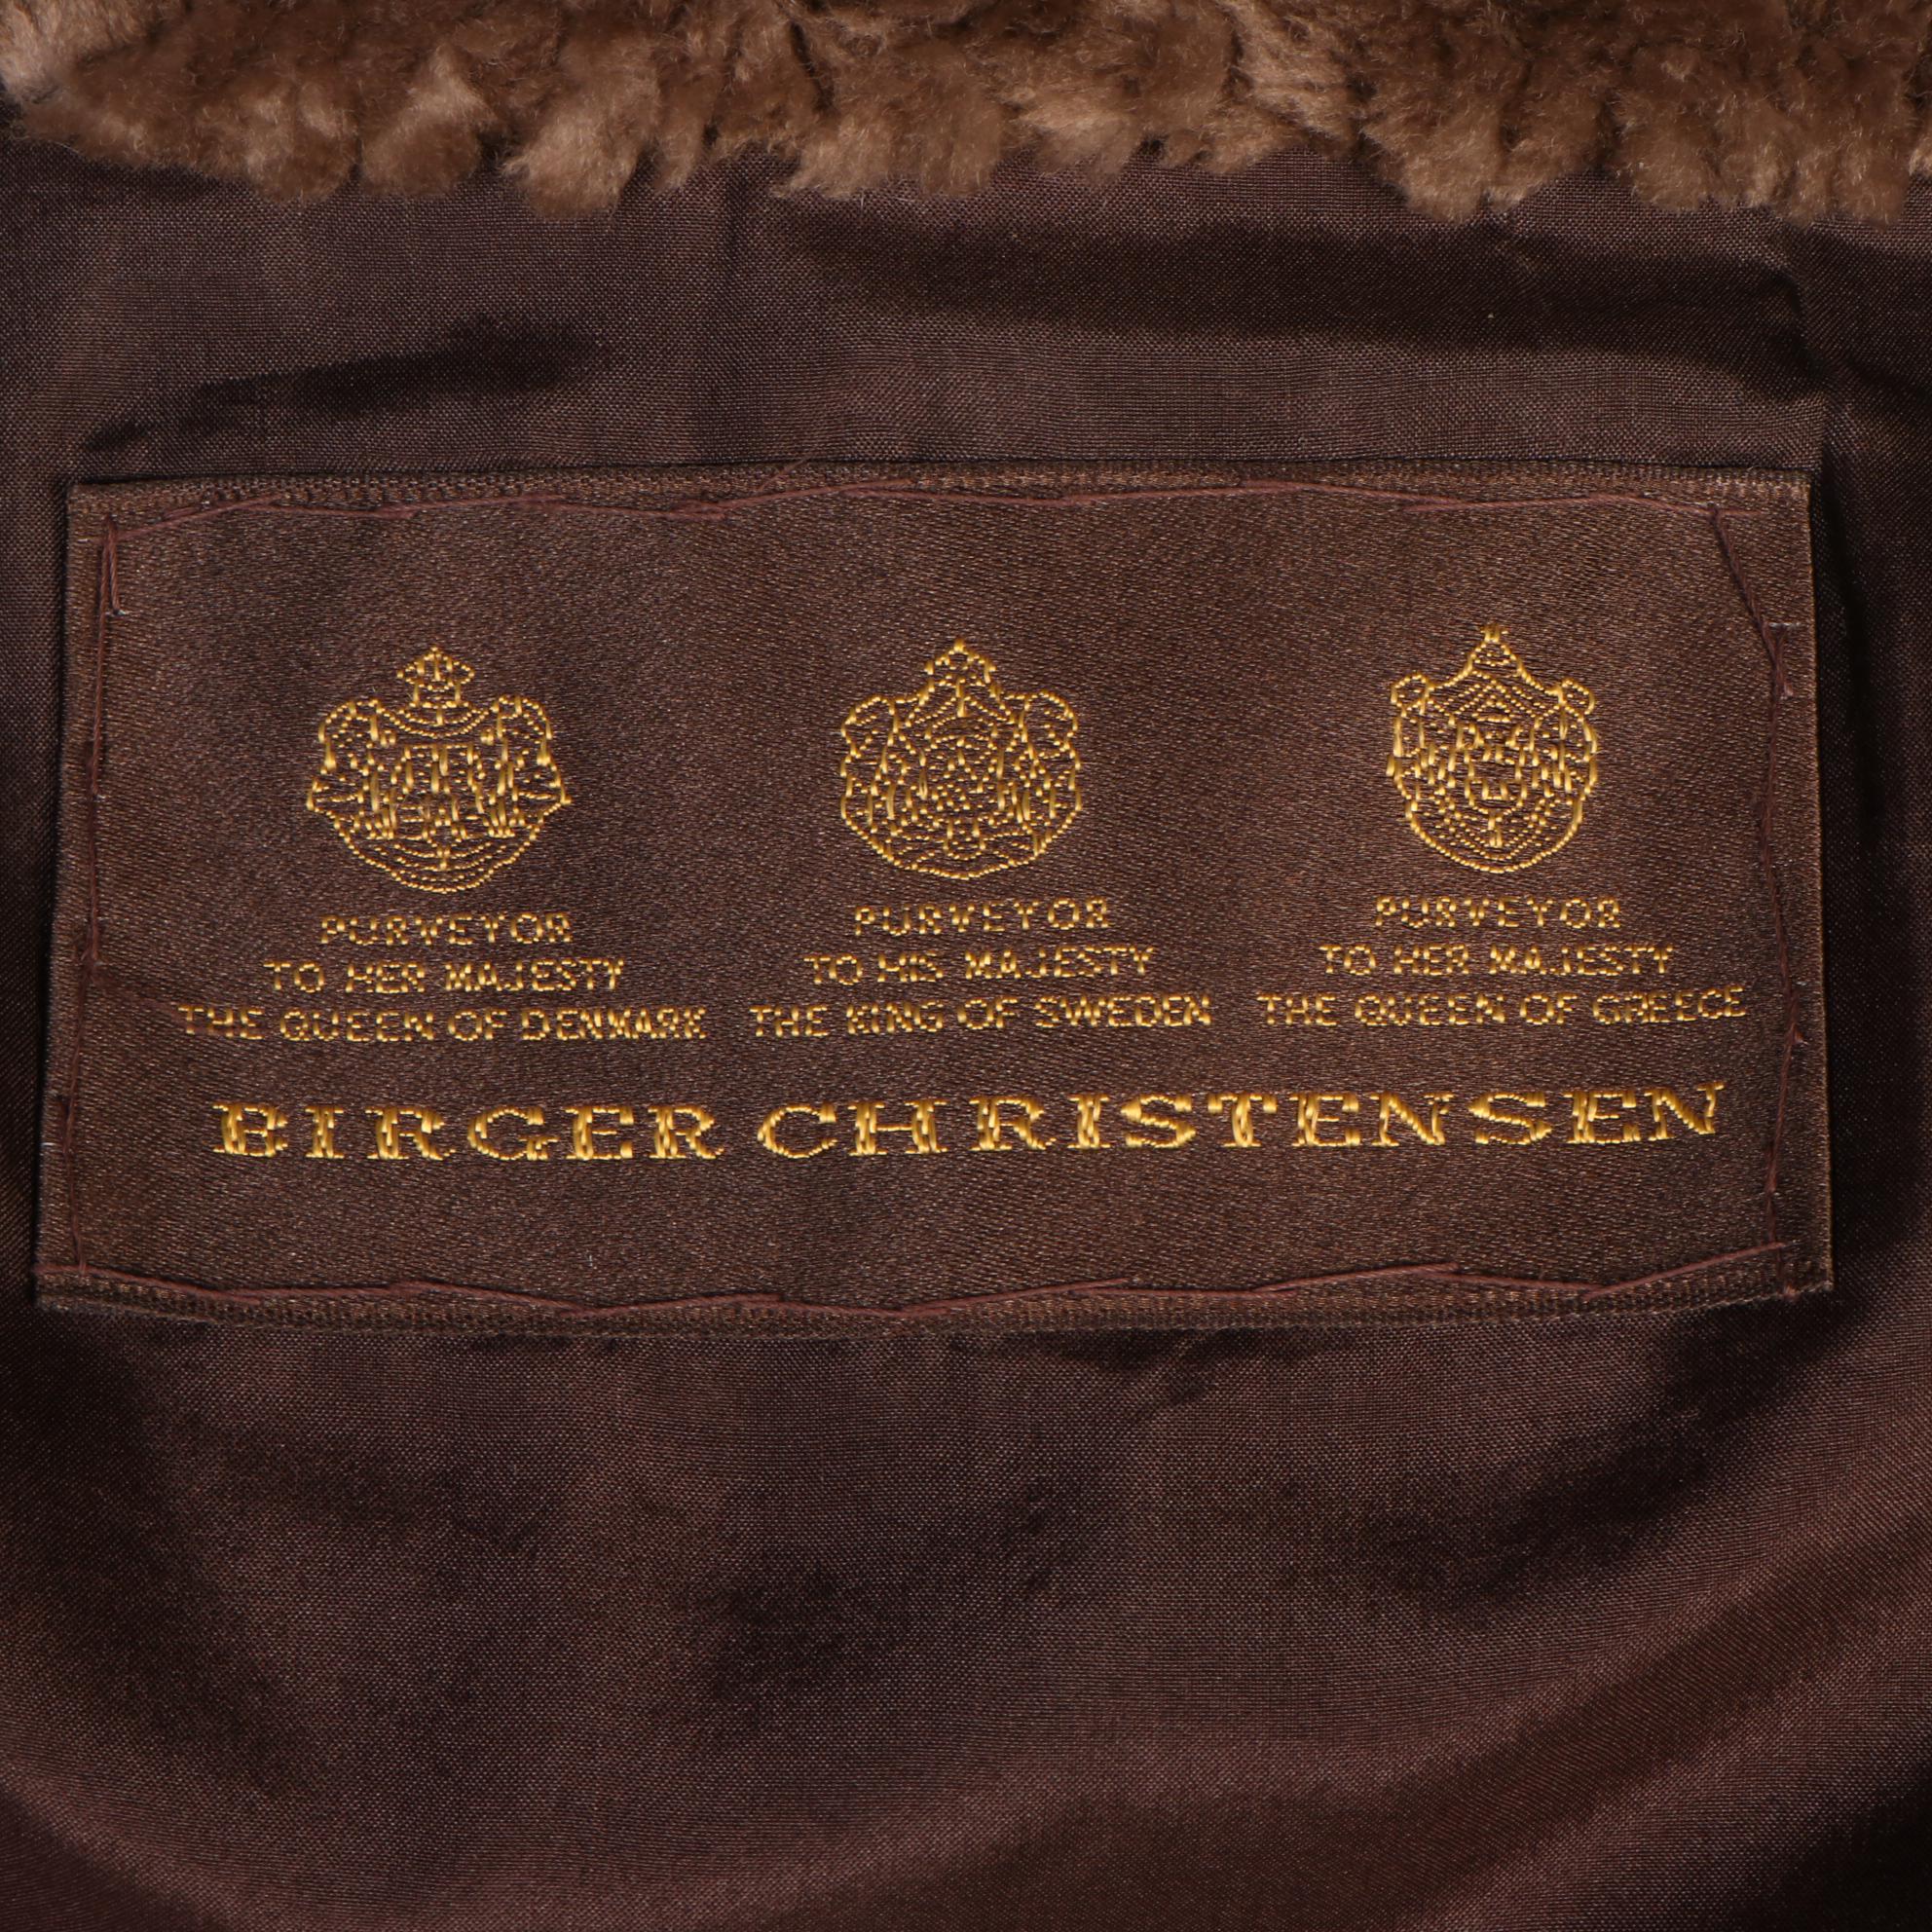 PURVEYOR
TO HER MAJESTY
THE QUEEN OF DENMARK
PURVEYOR
TO HIS MAJESTY
THE KING OF SWEDEN
PURVEYOR
TO HER MAJESTY
THE QUEEN OF GREECE
BIRGER CHRISTENSEN